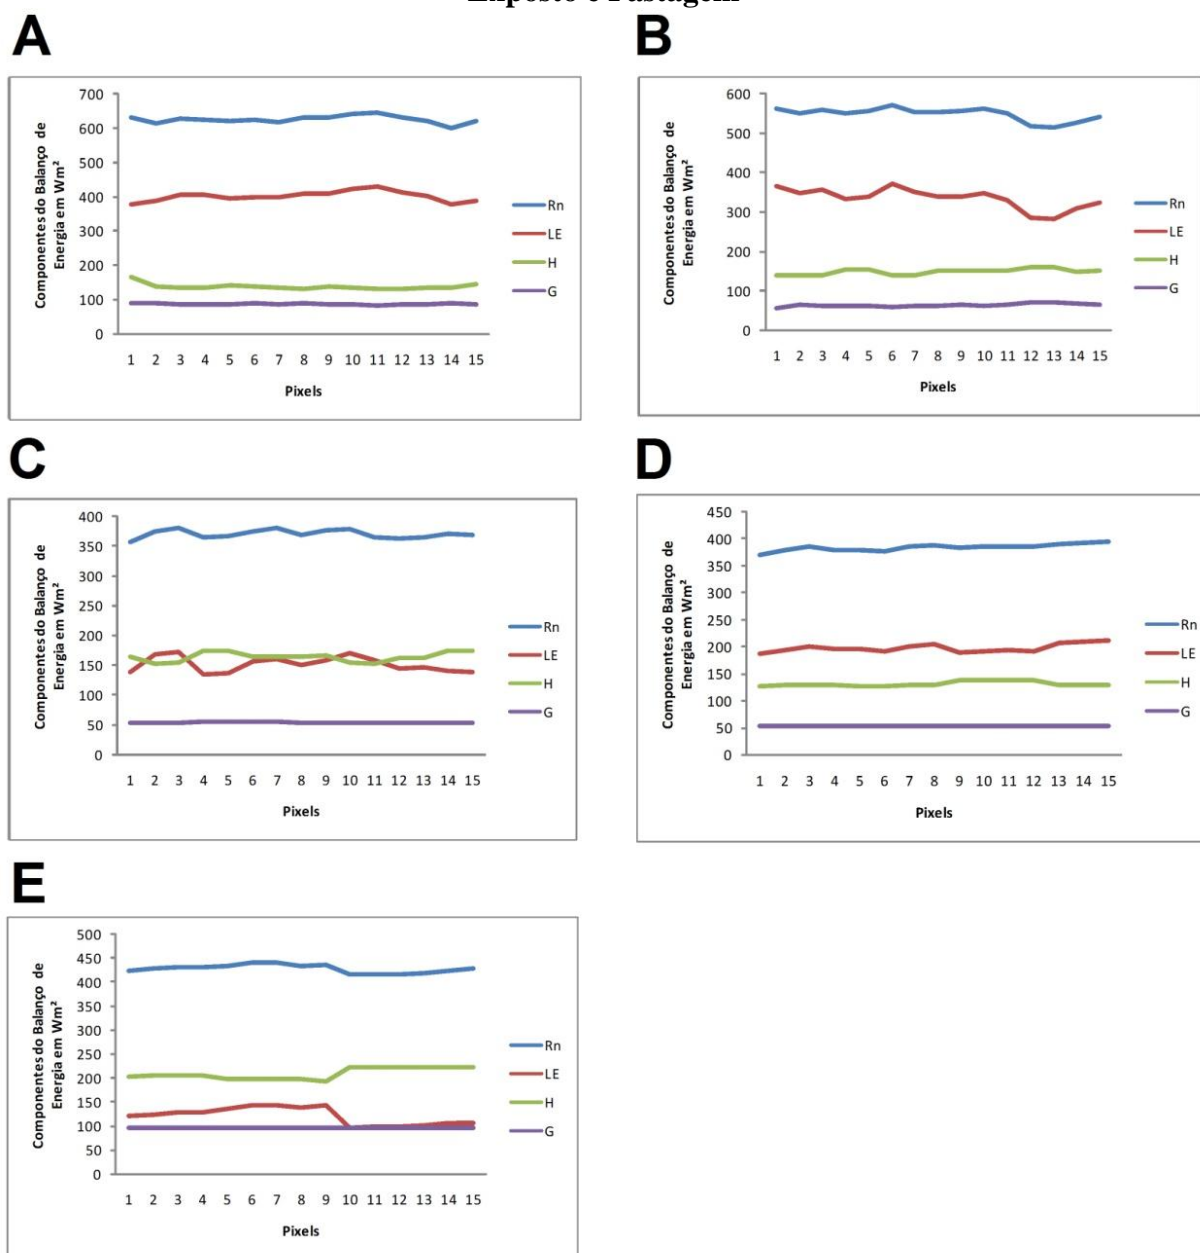 Exposto e Pastagem
A
Componentes do Balanço de
Energia em Wm²
700
600
500
400
300
200
100
0
1 2 3 4 5 6 7 8 9 10 11 12 13 14 15
Pixels
Rn
LE
H
G
B
Componentes do Balanço de
Energia em Wm²
600
500
400
300
200
100
0
1 2 3 4 5 6 7 8 9 10 11 12 13 14 15
Pixels
Rn
LE
H
G
C
Componentes do Balanço de
Energia em Wm²
400
350
300
250
200
150
100
50
0
1 2 3 4 5 6 7 8 9 10 11 12 13 14 15
Pixels
Rn
LE
H
G
D
Componentes do Balanço de
Energia em Wm²
450
400
350
300
250
200
150
100
50
0
1 2 3 4 5 6 7 8 9 10 11 12 13 14 15
Pixels
Rn
LE
H
G
E
Componentes do Balanço de
Energia em Wm²
500
450
400
350
300
250
200
150
100
50
0
1 2 3 4 5 6 7 8 9 10 11 12 13 14 15
Pixels
Rn
LE
H
G